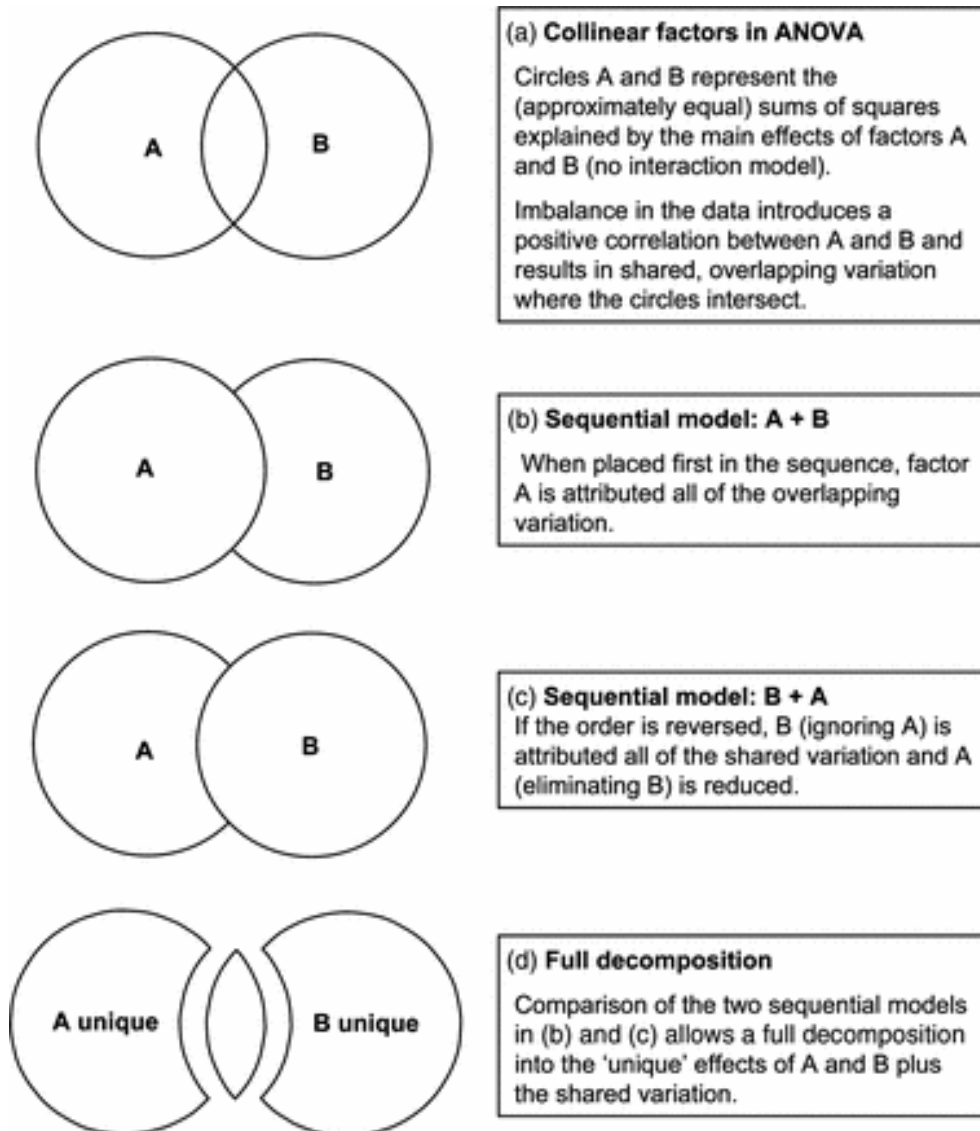 A
B
(a) Collinear factors in ANOVA
Circles A and B represent the
(approximately equal) sums of squares
explained by the main effects of factors A
and B (no interaction model).
Imbalance in the data introduces a
positive correlation between A and B and
results in shared, overlapping variation
where the circles intersect.
A
B
(b) Sequential model: A + B
When placed first in the sequence, factor
A is attributed all of the overlapping
variation.
A
B
(c) Sequential model: B + A
If the order is reversed, B (ignoring A) is
attributed all of the shared variation and A
(eliminating B) is reduced.
A unique
B unique
(d) Full decomposition
Comparison of the two sequential models
in (b) and (c) allows a full decomposition
into the ‘unique’ effects of A and B plus
the shared variation.